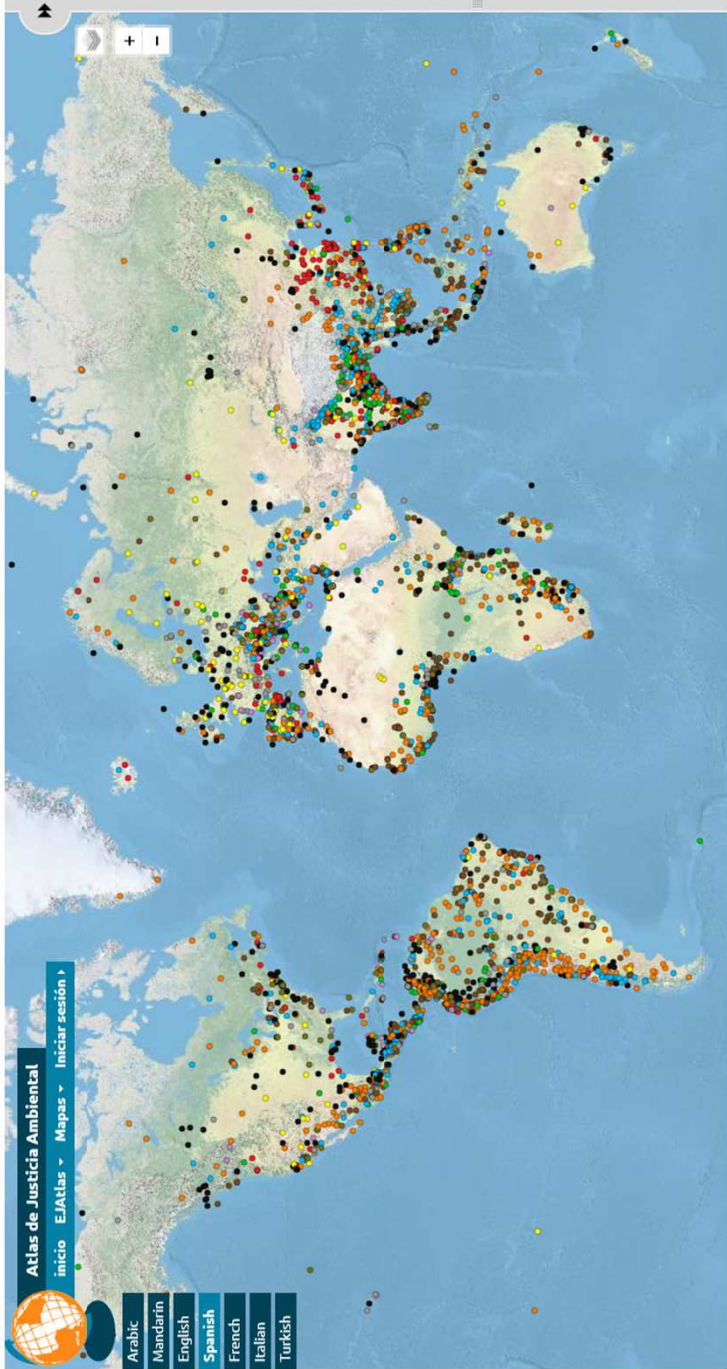 Atlas de Justicia Ambiental
inicio EJAtlas ▾ Mapas ▾ Iniciar sesión ▸
Arabic
Mandarin
English
Spanish
French
Italian
Turkish
+
−